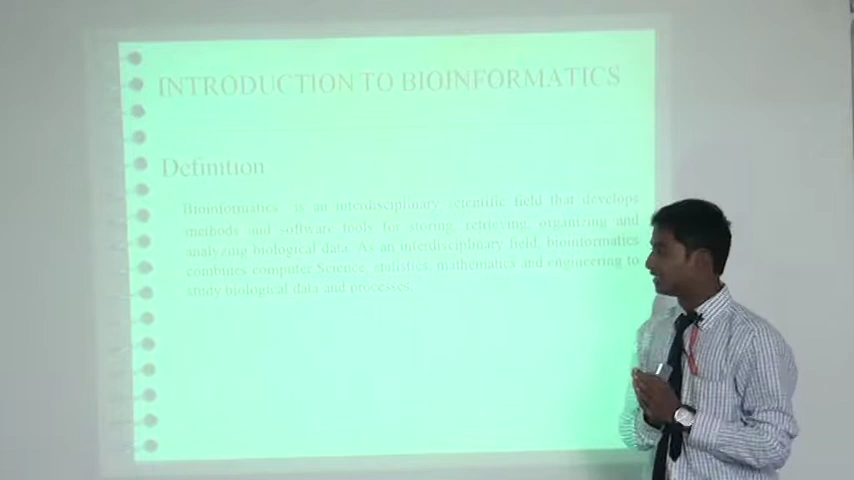 INTRODUCTION TO BIOINFORMATICS
Definition
Bioinformatics is an interdisciplinary scientific field that develops
methods and software tools for storing, retrieving, organizing and
analyzing biological data. As an interdisciplinary field, bioinformatics
combines computer Science, statistics, mathematics and engineering to
study biological data and processes.